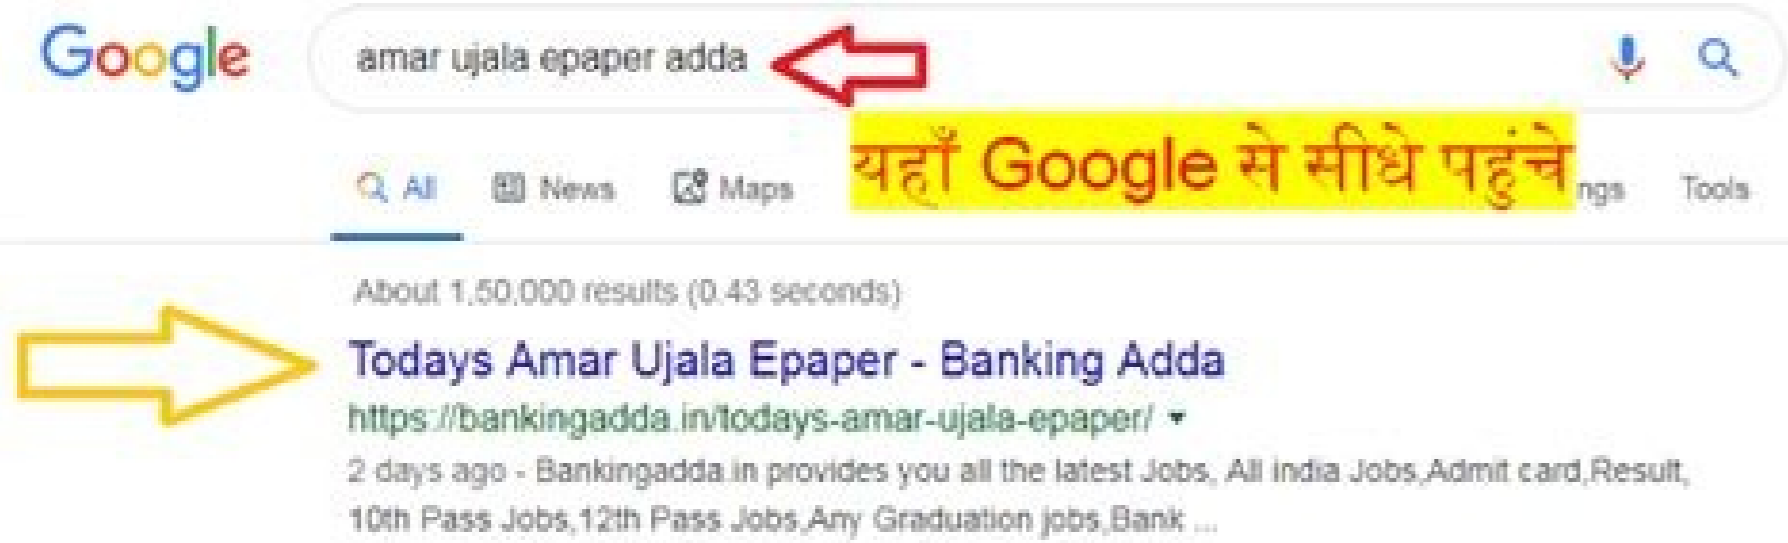 Google amar ujala epaper adda
यहाँ Google से सीधे पहुंचे
All News Maps ngs Tools
About 1,50,000 results (0.43 seconds)
Todays Amar Ujala Epaper - Banking Adda
https://bankingadda.in/todays-amar-ujala-epaper/
2 days ago - Bankingadda.in provides you all the latest Jobs, All india Jobs,Admit card,Result,
10th Pass Jobs,12th Pass Jobs,Any Graduation jobs,Bank ...